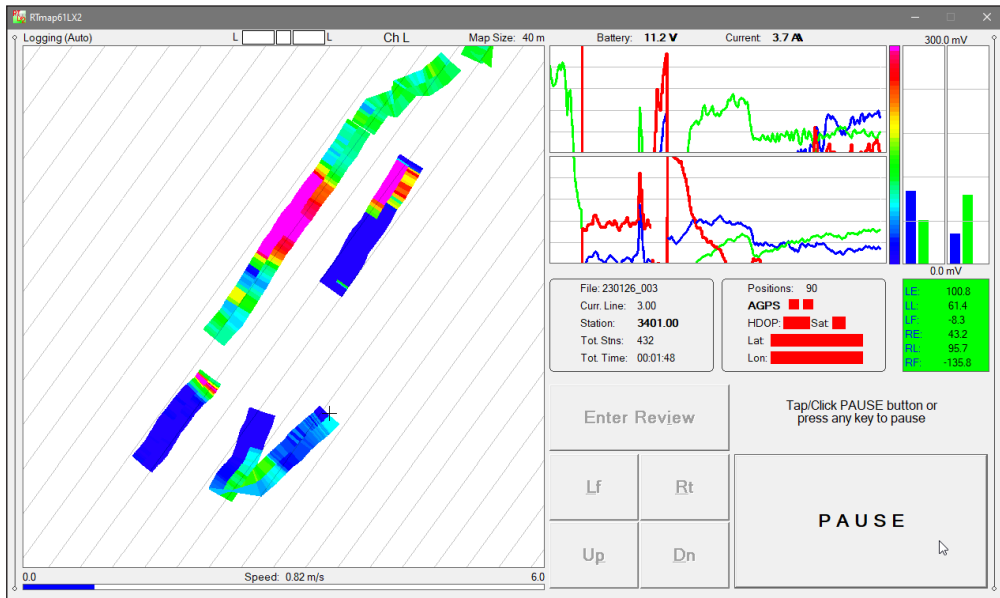 RTmap61LX2
Logging (Auto)
L
L
Ch L
Map Size: 40 m
Battery: 11.2 V
Current: 3.7 A
300.0 mV
0.0 mV
File: 230126_003
Curr. Line: 3.00
Station: 3401.00
Tot. Stns: 432
Tot. Time: 00:01:48
Positions: 90
AGPS
HDOP: Sat:
Lat:
Lon:
LE: 100.8
LL: 61.4
LF: -8.3
RE: 43.2
RL: 95.7
RF: -135.8
Enter Review
Tap/Click PAUSE button or
press any key to pause
Lf
Rt
Up
Dn
PAUSE
0.0
Speed: 0.82 m/s
6.0